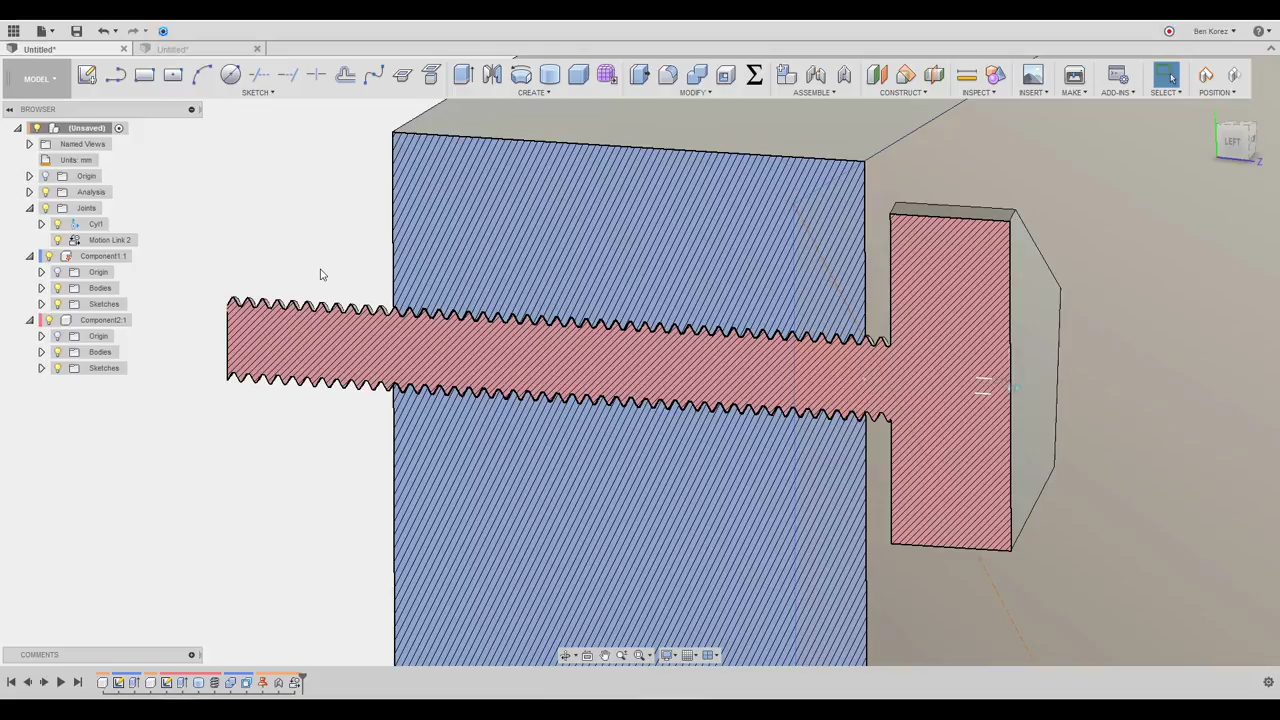 Ben Korez
Untitled*
Untitled*
MODEL
SKETCH
CREATE
MODIFY
ASSEMBLE
CONSTRUCT
INSPECT
INSERT
MAKE
ADD-INS
SELECT
POSITION
BROWSER
(Unsaved)
Named Views
Units: mm
Origin
Analysis
Joints
Cyl1
Motion Link 2
Component1:1
Origin
Bodies
Sketches
Component2:1
Origin
Bodies
Sketches
LEFT
Z
COMMENTS